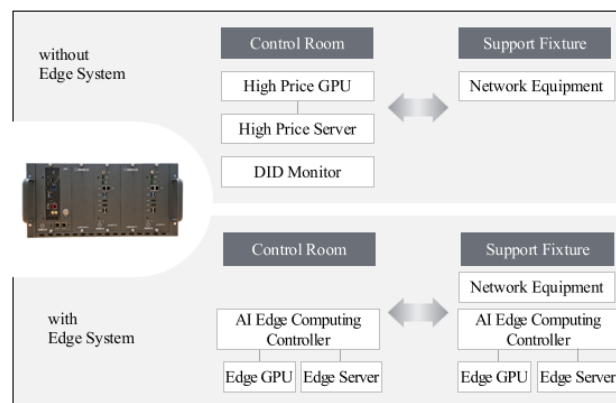 without
Edge System
Control Room
Support Fixture
High Price GPU
Network Equipment
High Price Server
DID Monitor
Control Room
Support Fixture
Network Equipment
with
Edge System
AI Edge Computing
Controller
AI Edge Computing
Controller
Edge GPU
Edge Server
Edge GPU
Edge Server